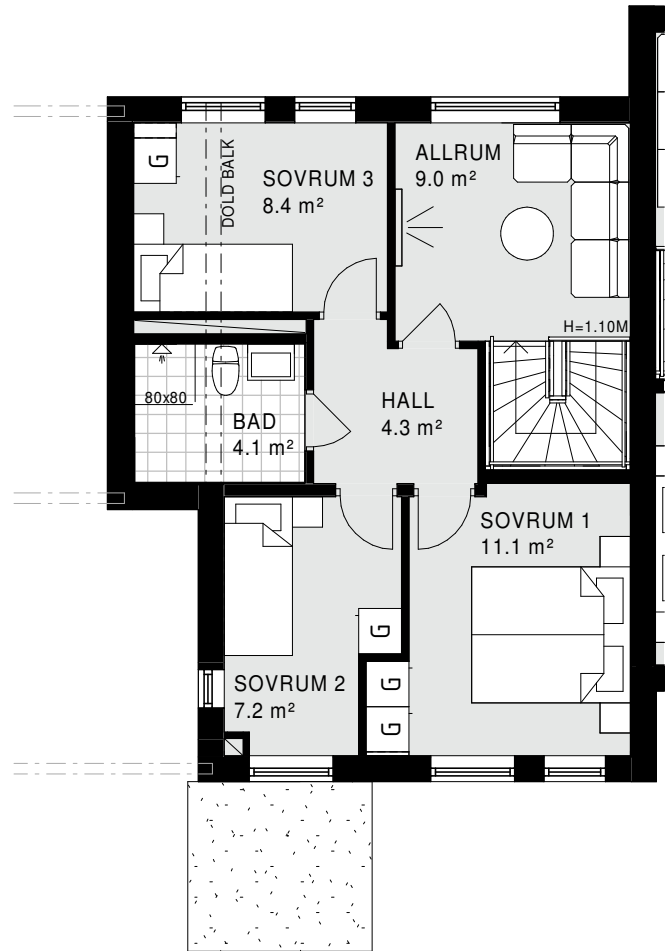 G
DOLD BALK
SOVRUM 3
8.4 m²
ALLRUM
9.0 m²
H=1.10M
80x80
BAD
4.1 m²
HALL
4.3 m²
SOVRUM 1
11.1 m²
G
SOVRUM 2
7.2 m²
G
G